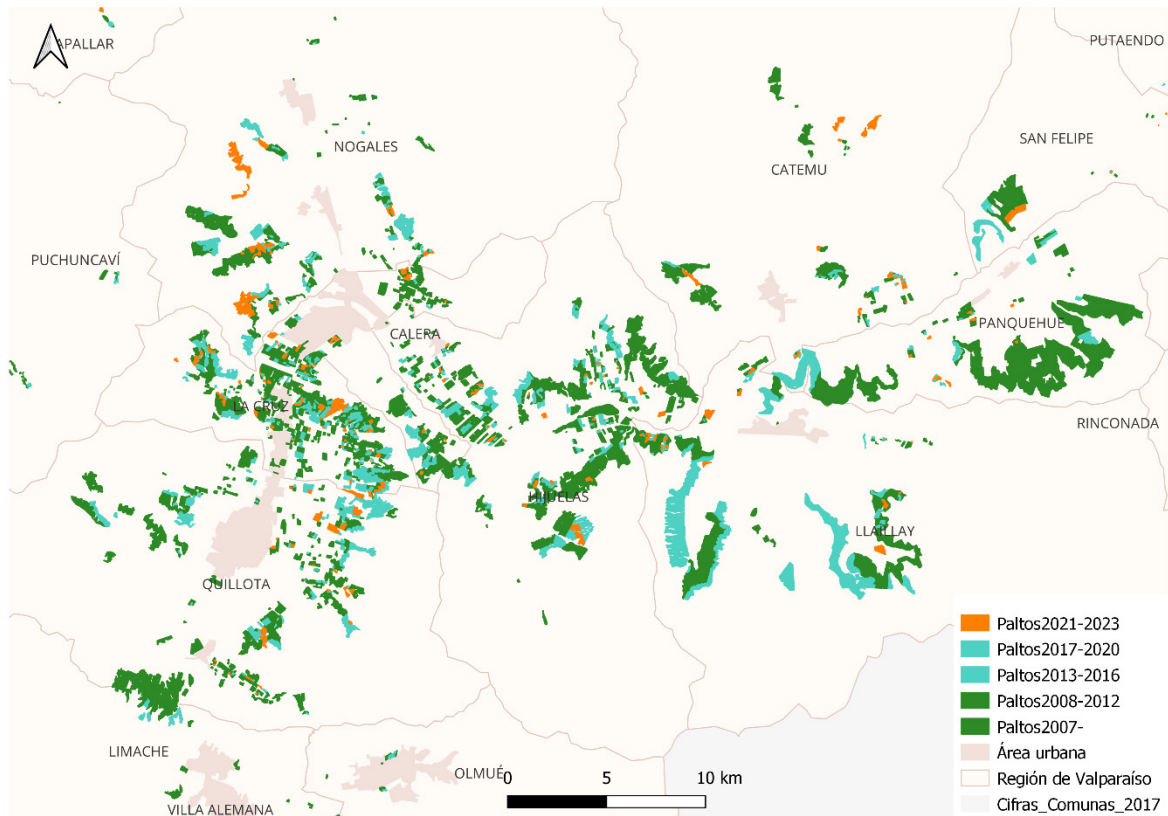 APALLAR
PUTAENDO
SAN FELIPE
NOGALES
CATEMU
PUCHUNCAVÍ
PANQUEHUE
CALERA
LA CRUZ
RINCONADA
HIJUELAS
LLAILLAY
QUILLOTA
LIMACHE
OLMUÉ
VILLA ALEMANA
0 5 10 km
Paltos2021-2023
Paltos2017-2020
Paltos2013-2016
Paltos2008-2012
Paltos2007-
Área urbana
Región de Valparaíso
Cifras_Comunas_2017